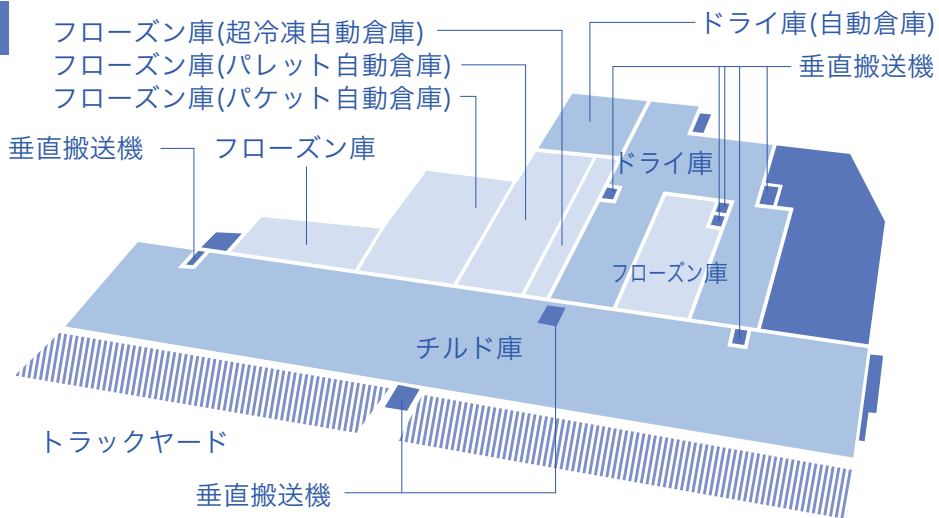 フローズン庫(超冷凍自動倉庫)
フローズン庫(パレット自動倉庫)
フローズン庫(パケット自動倉庫)
ドライ庫(自動倉庫)
垂直搬送機
垂直搬送機
フローズン庫
ドライ庫
フローズン庫
チルド庫
トラックヤード
垂直搬送機